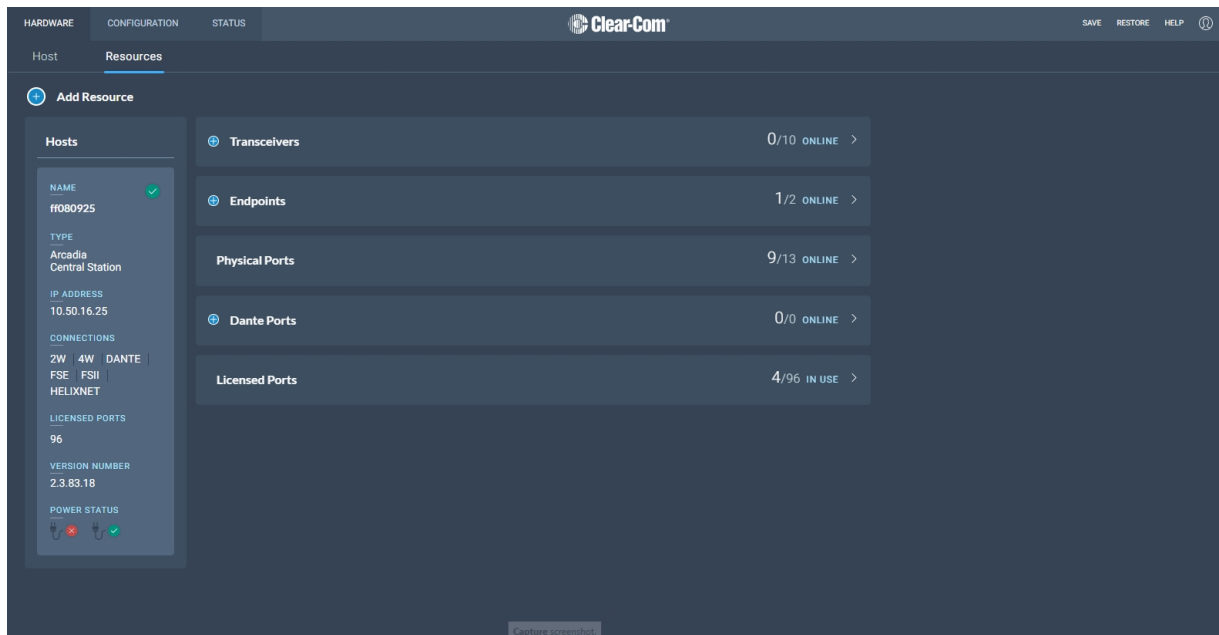 HARDWARE CONFIGURATION STATUS Clear-Com SAVE RESTORE HELP
Host Resources
Add Resource
Hosts
NAME
ff080925
TYPE
Arcadia
Central Station
IP ADDRESS
10.50.16.25
CONNECTIONS
2W 4W DANTE
FSE FSII
HELIXNET
LICENSED PORTS
96
VERSION NUMBER
2.3.83.18
POWER STATUS
Transceivers 0/10 ONLINE
Endpoints 1/2 ONLINE
Physical Ports 9/13 ONLINE
Dante Ports 0/0 ONLINE
Licensed Ports 4/96 IN USE
Capture screenshot.